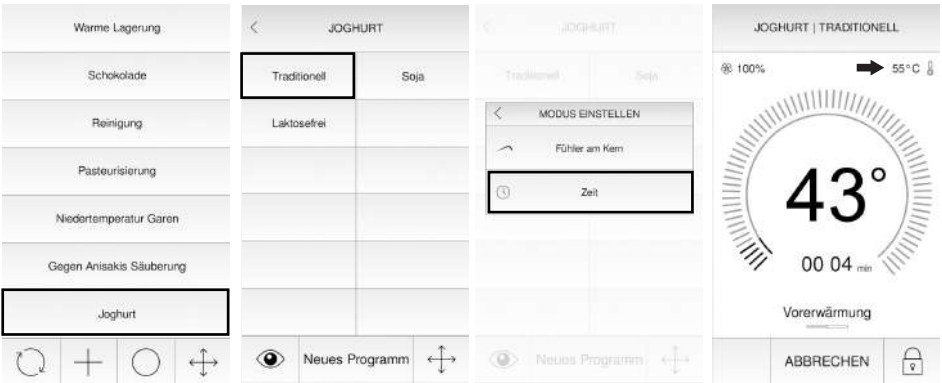 Warme Lagerung
Schokolade
Reinigung
Pasteurisierung
Niedertemperatur Garen
Gegen Anisakis Säuberung
Joghurt
JOGHURT
Traditionell
Soja
Laktosefrei
Neues Programm
JOGHURT
Traditionell
Soja
MODUS EINSTELLEN
Fühler am Kern
Zeit
Neues Programm
JOGHURT | TRADITIONELL
100%
55°C
43°
00 04 min
Vorerwärmung
ABBRECHEN